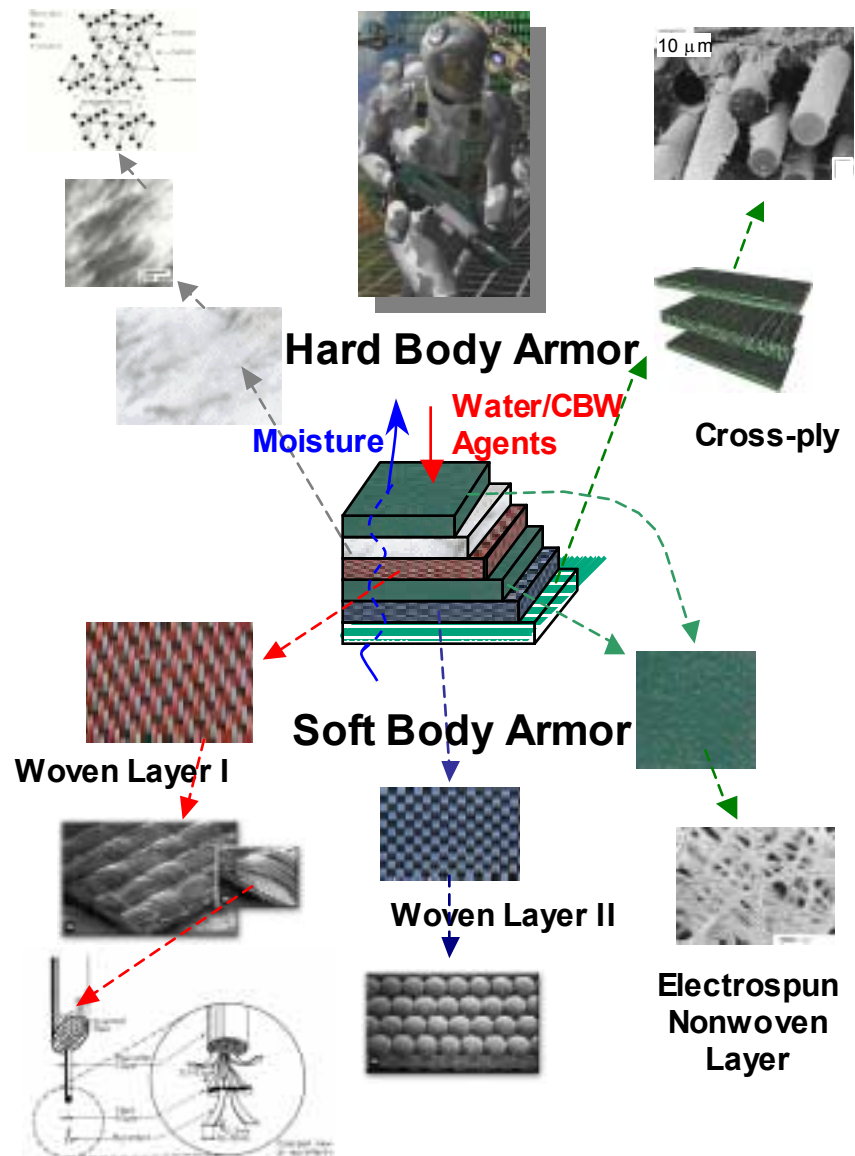 10 μm
Hard Body Armor
Water/CBW
Agents
Moisture
Cross-ply
Soft Body Armor
Woven Layer I
Woven Layer II
Electrospun
Nonwoven
Layer